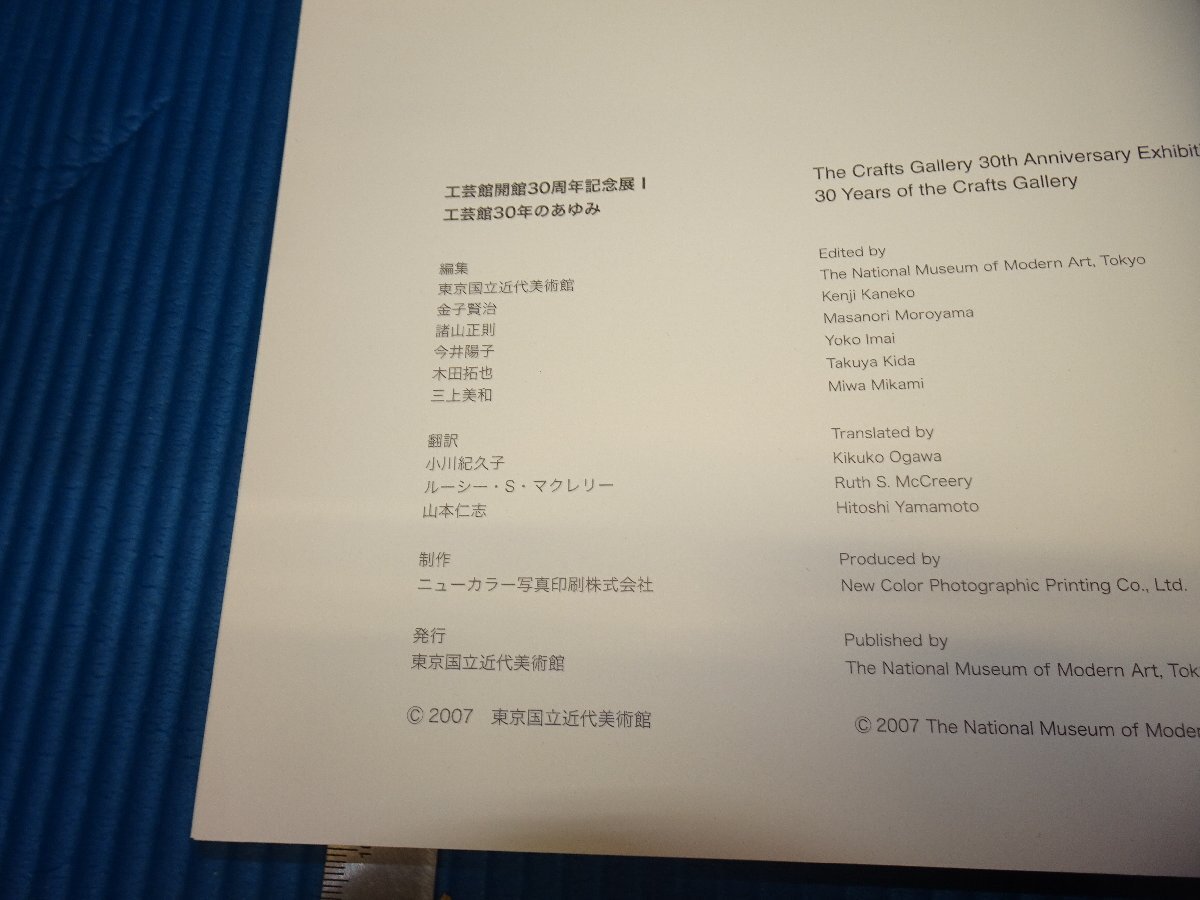 工芸館開館30周年記念展 I
工芸館30年のあゆみ
編集
東京国立近代美術館
金子賢治
諸山正則
今井陽子
木田拓也
三上美和
翻訳
小川紀久子
ルーシー・S・マクレリー
山本仁志
制作
ニューカラー写真印刷株式会社
発行
東京国立近代美術館
© 2007 東京国立近代美術館
The Crafts Gallery 30th Anniversary
30 Years of the Crafts Gallery
Edited by
The National Museum of Modern Art, Tokyo
Kenji Kaneko
Masanori Moroyama
Yoko Imai
Takuya Kida
Miwa Mikami
Translated by
Kikuko Ogawa
Ruth S. McCreery
Hitoshi Yamamoto
Produced by
New Color Photographic Printing Co., Ltd.
Published by
The National Museum of Modern Art,
© 2007 The National Museum of